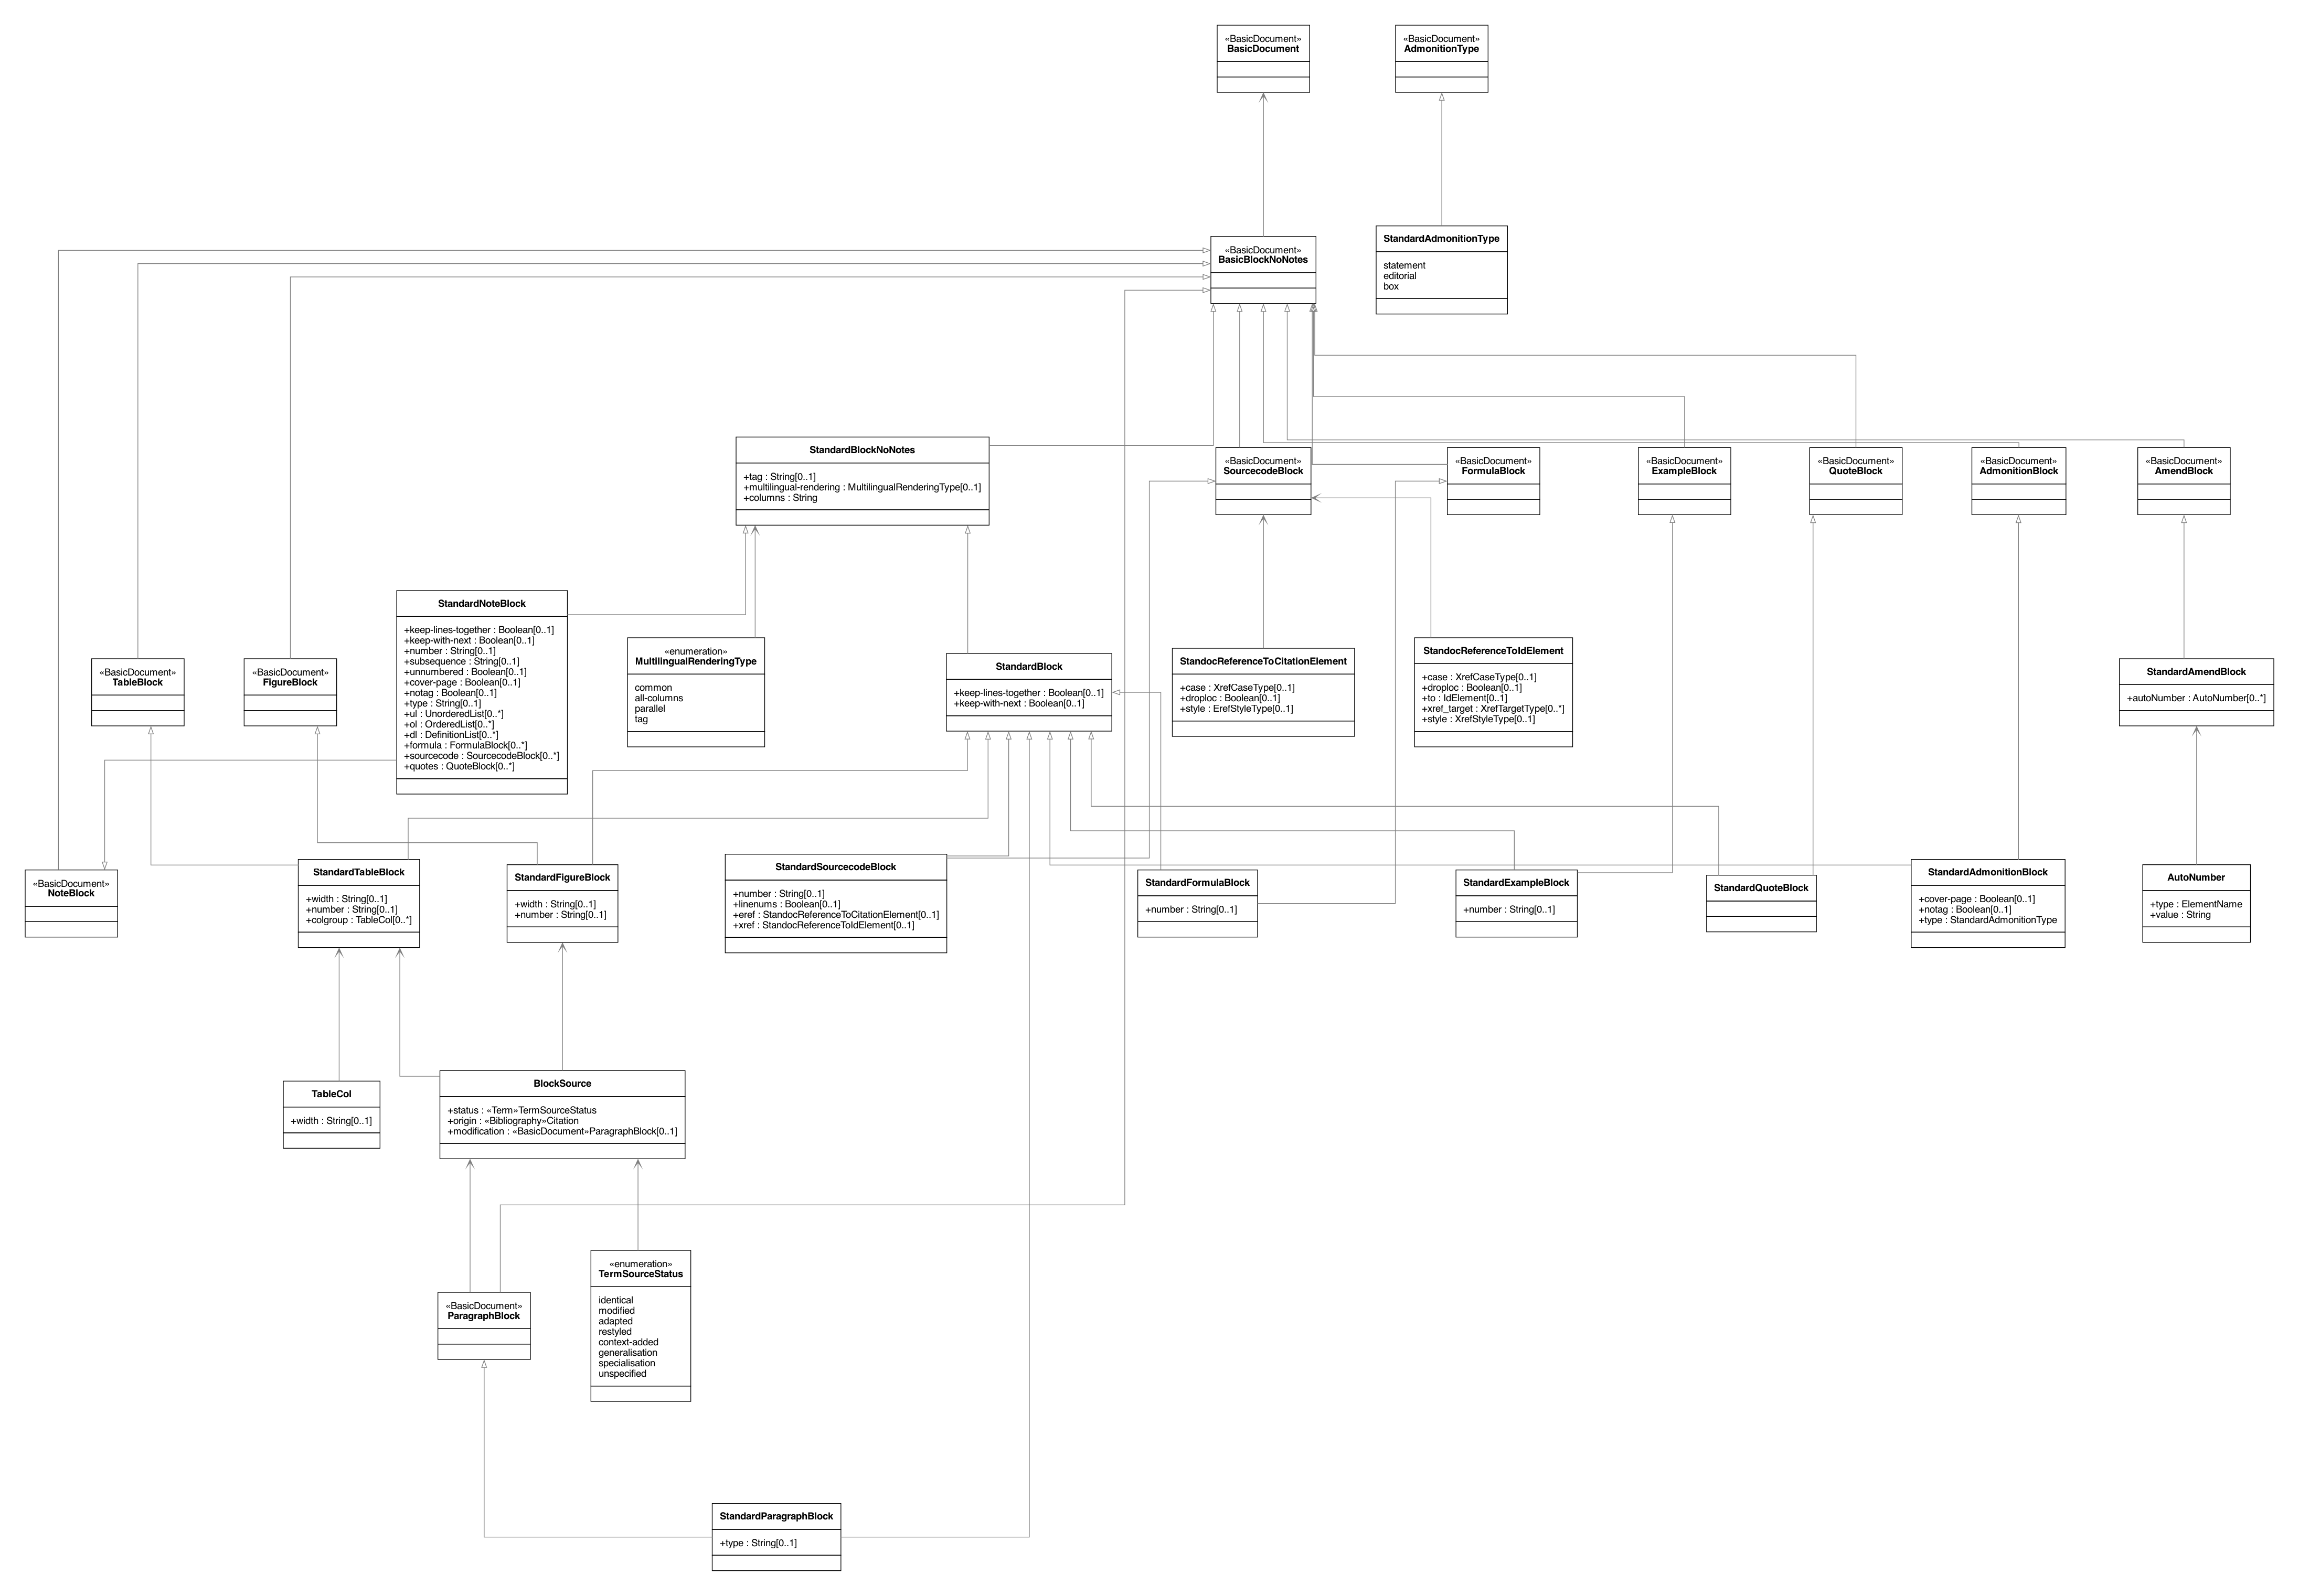 «BasicDocument»
BasicDocument
«BasicDocument»
AdmonitionType
«BasicDocument»
BasicBlockNoNotes
StandardAdmonitionType
statement
editorial
box
StandardBlockNoNotes
+tag : String[0..1]
+multilingual-rendering : MultilingualRenderingType[0..1]
+columns : String
«BasicDocument»
SourcecodeBlock
«BasicDocument»
FormulaBlock
«BasicDocument»
ExampleBlock
«BasicDocument»
QuoteBlock
«BasicDocument»
AdmonitionBlock
«BasicDocument»
AmendBlock
StandardNoteBlock
+keep-lines-together : Boolean[0..1]
+keep-with-next : Boolean[0..1]
+number : String[0..1]
+subsequence : String[0..1]
+unnumbered : Boolean[0..1]
+cover-page : Boolean[0..1]
+notag : Boolean[0..1]
+type : String[0..1]
+ul : UnorderedList[0..*]
+ol : OrderedList[0..*]
+dl : DefinitionList[0..*]
+formula : FormulaBlock[0..*]
+sourcecode : SourcecodeBlock[0..*]
+quotes : QuoteBlock[0..*]
«BasicDocument»
TableBlock
«BasicDocument»
FigureBlock
«enumeration»
MultilingualRenderingType
common
all-columns
parallel
tag
StandardBlock
+keep-lines-together : Boolean[0..1]
+keep-with-next : Boolean[0..1]
StandocReferenceToCitationElement
+case : XrefCaseType[0..1]
+droploc : Boolean[0..1]
+style : ErefStyleType[0..1]
StandocReferenceToIdElement
+case : XrefCaseType[0..1]
+droploc : Boolean[0..1]
+to : IdElement[0..1]
+xref_target : XrefTargetType[0..*]
+style : XrefStyleType[0..1]
StandardAmendBlock
+autoNumber : AutoNumber[0..*]
«BasicDocument»
NoteBlock
StandardTableBlock
+width : String[0..1]
+number : String[0..1]
+colgroup : TableCol[0..*]
StandardFigureBlock
+width : String[0..1]
+number : String[0..1]
StandardSourcecodeBlock
+number : String[0..1]
+linenums : Boolean[0..1]
+eref : StandocReferenceToCitationElement[0..1]
+xref : StandocReferenceToIdElement[0..1]
StandardFormulaBlock
+number : String[0..1]
StandardExampleBlock
+number : String[0..1]
StandardQuoteBlock
StandardAdmonitionBlock
+cover-page : Boolean[0..1]
+notag : Boolean[0..1]
+type : StandardAdmonitionType
AutoNumber
+type : ElementName
+value : String
TableCol
+width : String[0..1]
BlockSource
+status : «Term»TermSourceStatus
+origin : «Bibliography»Citation
+modification : «BasicDocument»ParagraphBlock[0..1]
«BasicDocument»
ParagraphBlock
«enumeration»
TermSourceStatus
identical
modified
adapted
restyled
context-added
generalisation
specialisation
unspecified
StandardParagraphBlock
+type : String[0..1]